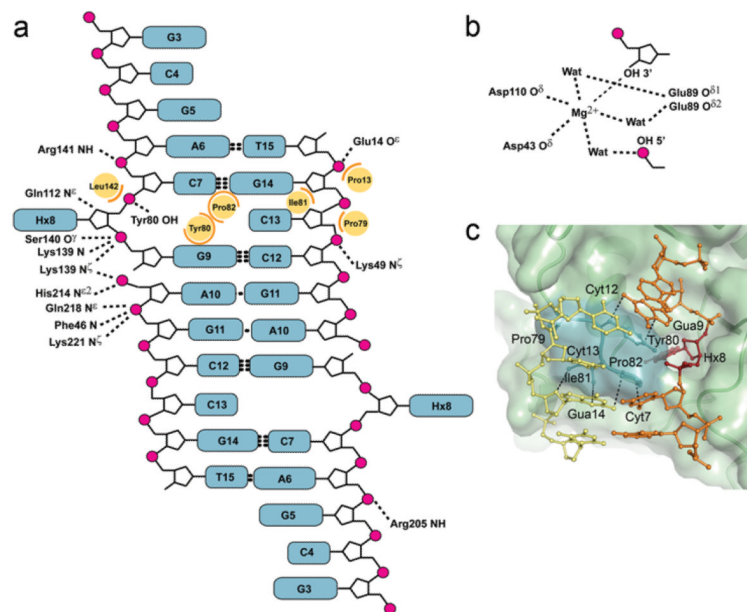 a
G3
C4
G5
A6 T15
Glu14 Oε
Arg141 NH
Leu142
C7 G14
Pro13
Gln112 Nε
Pro82
Ile81
Hx8
Tyr80 OH
Tyr80
C13
Pro79
Ser140 Oγ
Lys139 N
G9 C12
Lys49 Nζ
Lys139 Nζ
His214 Nε2
A10 G11
Gln218 Nε
Phe46 N
G11 A10
Lys221 Nζ
C12 G9
C13
Hx8
G14 C7
T15 A6
G5
Arg205 NH
C4
G3
b
Wat
OH 3'
Asp110 Oδ
Glu89 Oδ1
Mg2+
Glu89 Oδ2
Wat
Asp43 Oδ
OH 5'
Wat
c
Cyt12
Gua9
Pro79
Tyr80
Cyt13
Pro82
Hx8
Ile81
Gua14
Cyt7